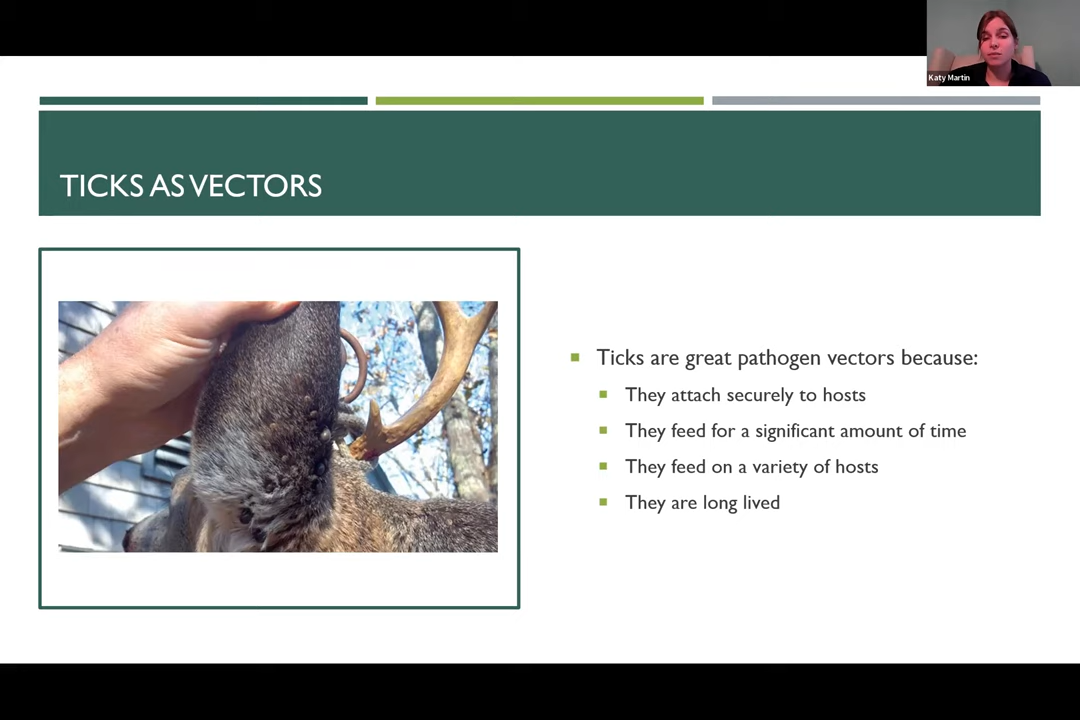 Katy Martin
TICKS AS VECTORS
Ticks are great pathogen vectors because:
They attach securely to hosts
They feed for a significant amount of time
They feed on a variety of hosts
They are long lived